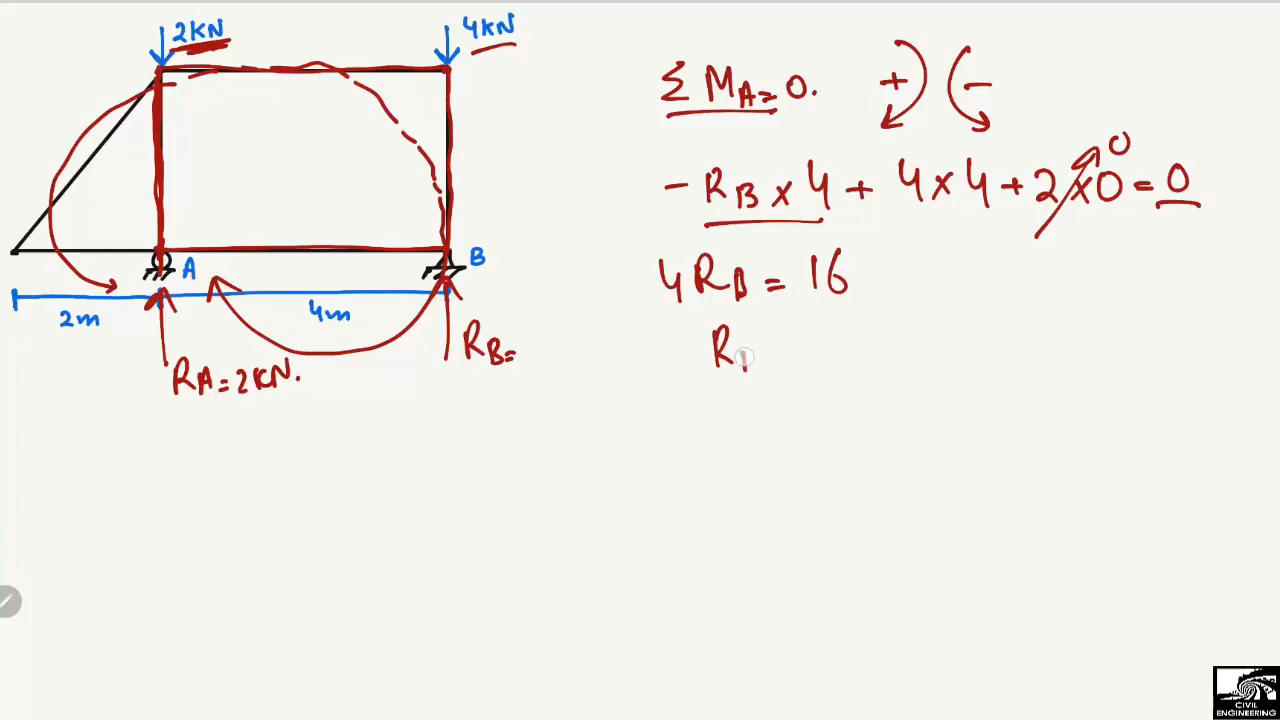 2KN
4KN
A
B
2m
4m
RA=2KN.
RB=
Σ MA=0. + -
- RB × 4 + 4×4 + 2×0 = 0
0
4RB = 16
R
CIVIL
ENGINEERING